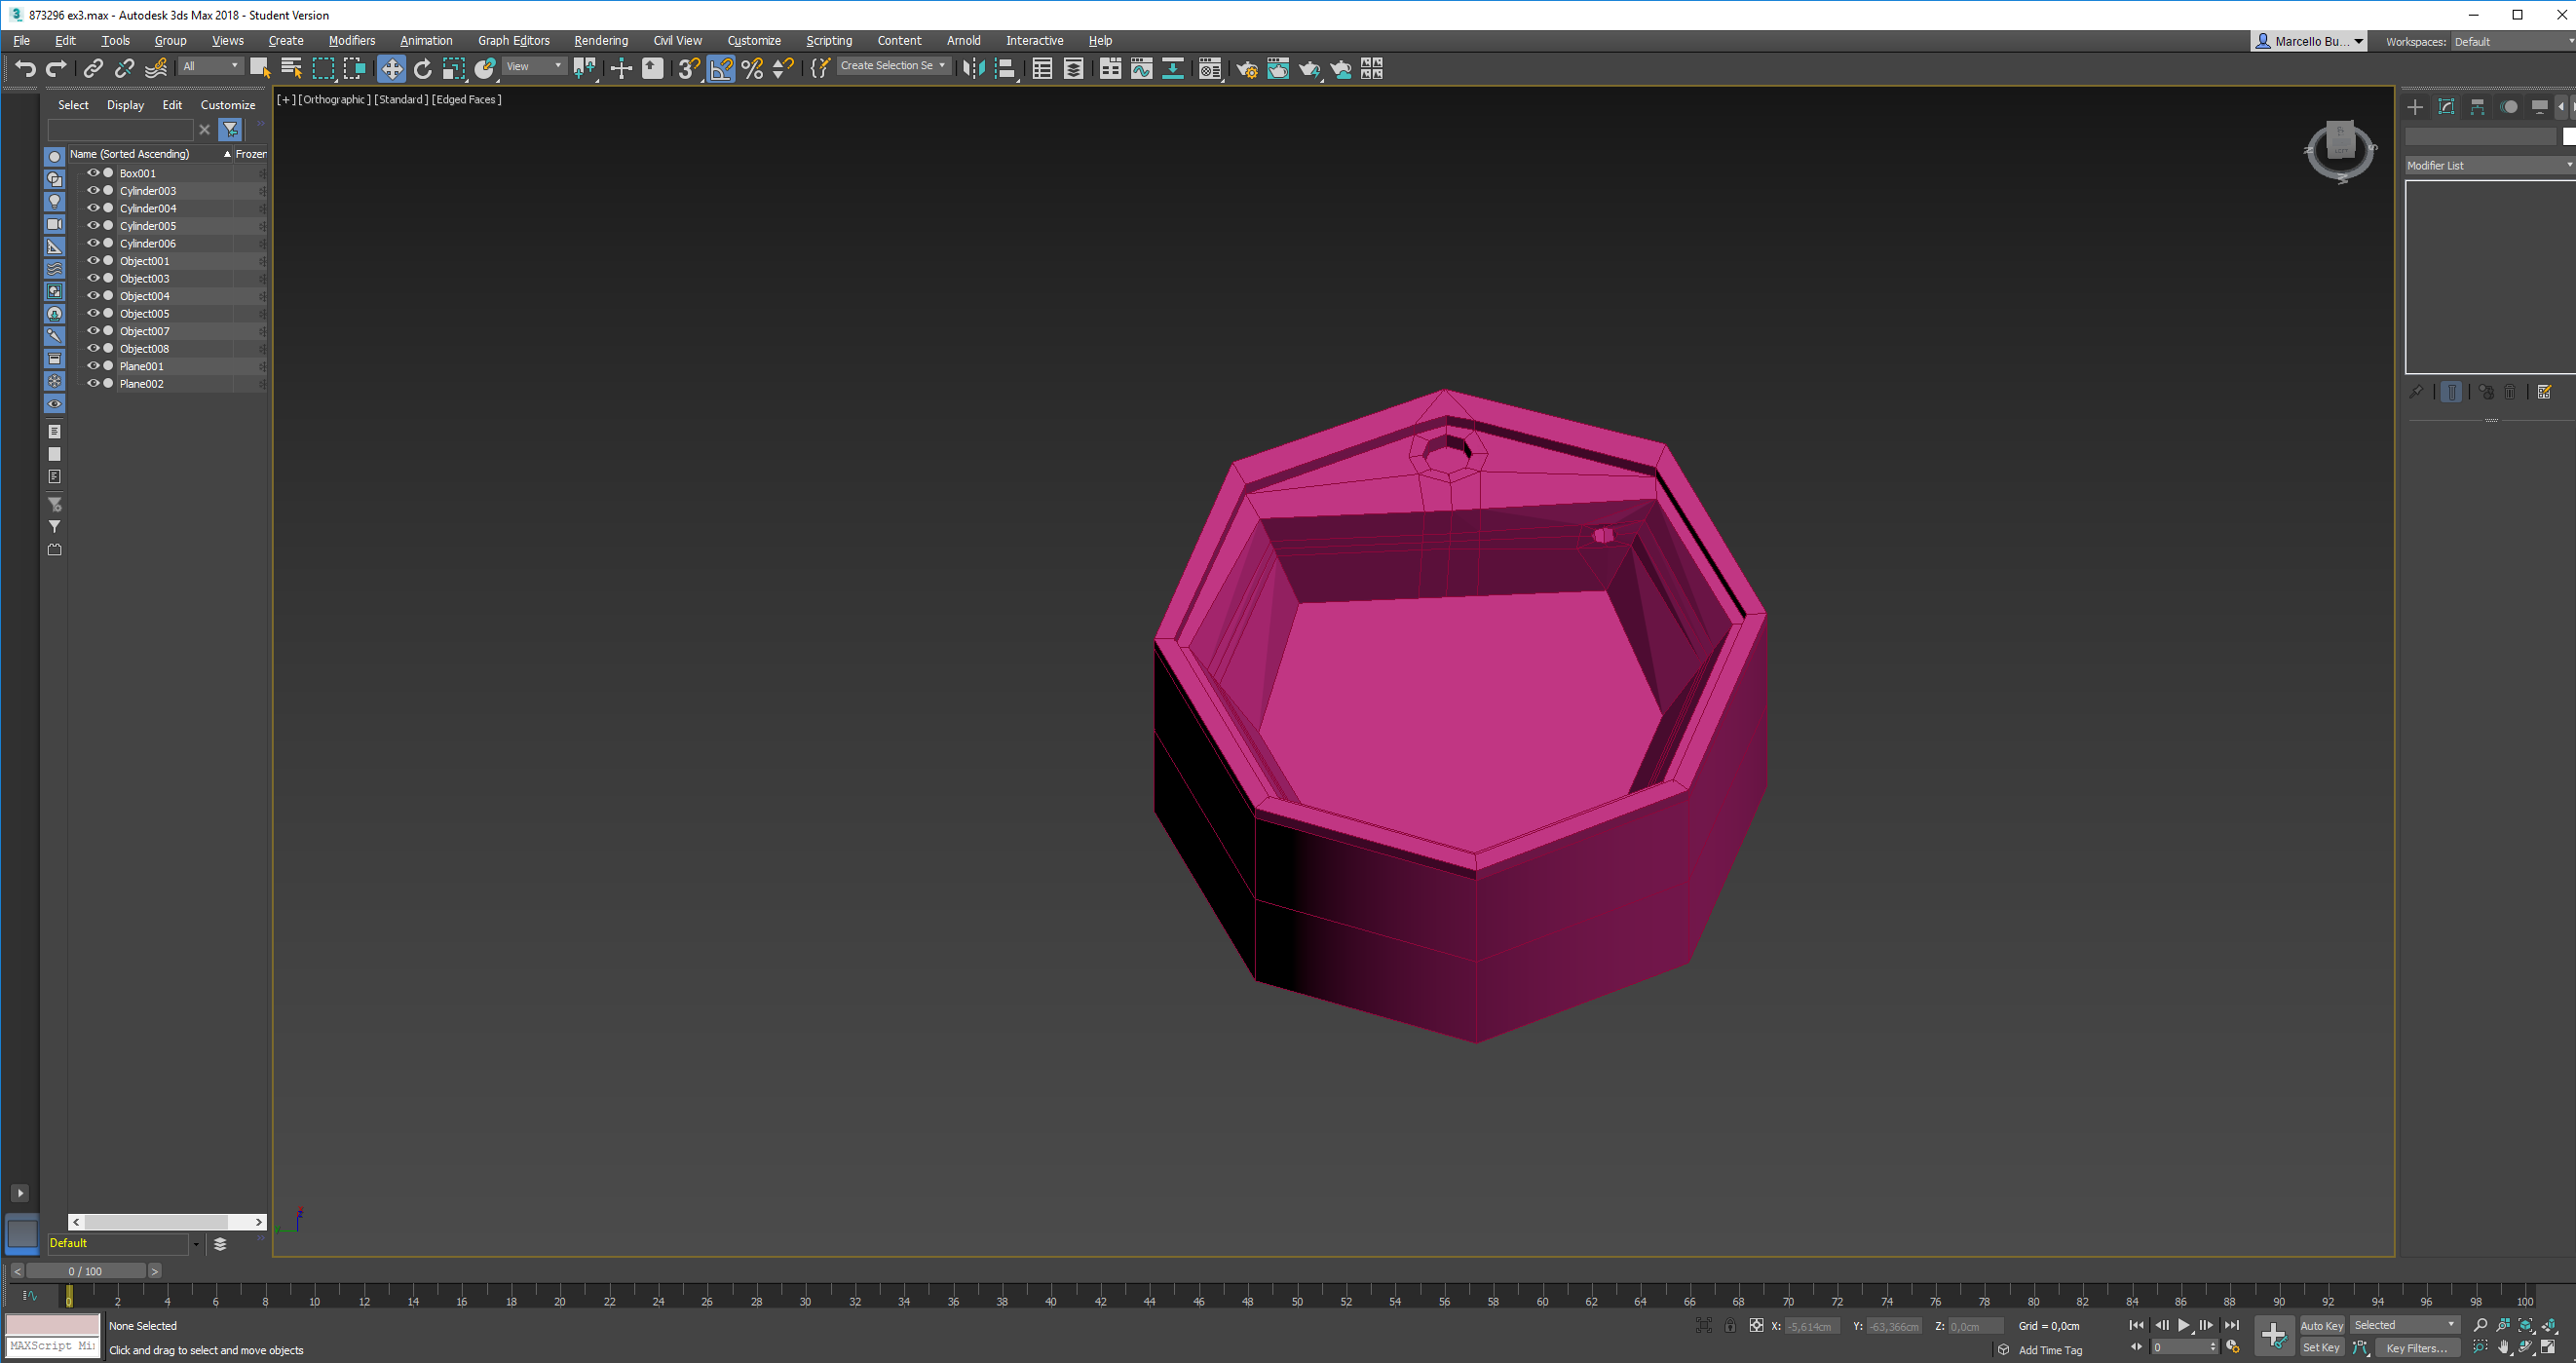 873296 ex3.max - Autodesk 3ds Max 2018 - Student Version
File Edit Tools Group Views Create Modifiers Animation Graph Editors Rendering Civil View Customize Scripting Content Arnold Interactive Help
Marcello Bu... Workspaces: Default
All View Create Selection Se
Select Display Edit Customize
[+] [Orthographic] [Standard] [Edged Faces]
Name (Sorted Ascending) Frozen
Box001
Cylinder003
Cylinder004
Cylinder005
Cylinder006
Object001
Object003
Object004
Object005
Object007
Object008
Plane001
Plane002
Modifier List
LEFT
N S W
Default
0 / 100
0 2 4 6 8 10 12 14 16 18 20 22 24 26 28 30 32 34 36 38 40 42 44 46 48 50 52 54 56 58 60 62 64 66 68 70 72 74 76 78 80 82 84 86 88 90 92 94 96 98 100
None Selected
X: -5,614cm Y: -63,366cm Z: 0,0cm Grid = 0,0cm
Auto Key Selected
MAXScript Mi
Click and drag to select and move objects
Add Time Tag
0
Set Key Key Filters...